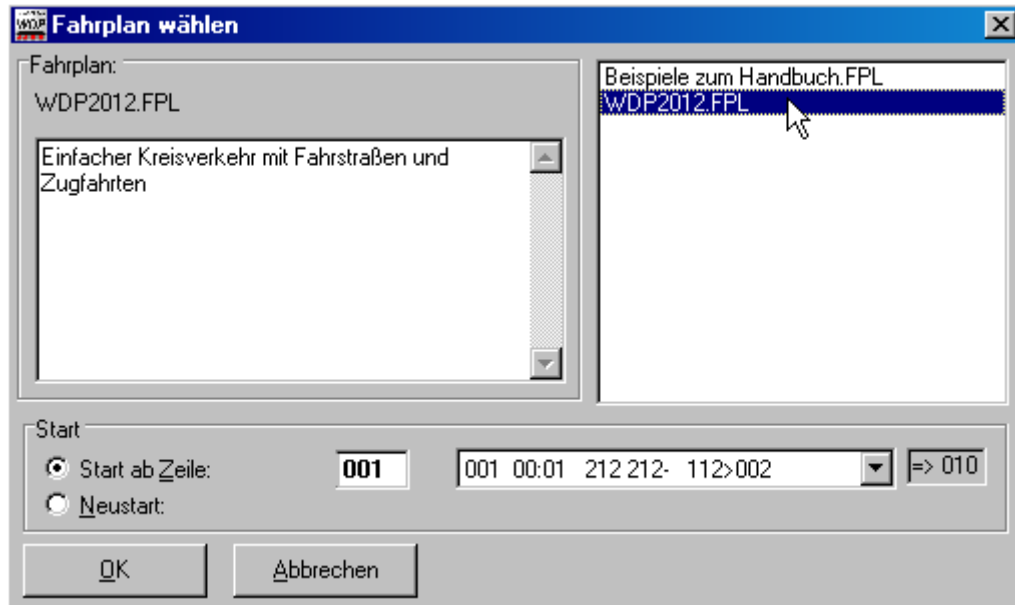 WDP Fahrplan wählen
Fahrplan:
WDP2012.FPL
Einfacher Kreisverkehr mit Fahrstraßen und
Zugfahrten
Beispiele zum Handbuch.FPL
WDP2012.FPL
Start
Start ab Zeile:
001
001 00:01 212 212- 112>002
=> 010
Neustart:
OK
Abbrechen